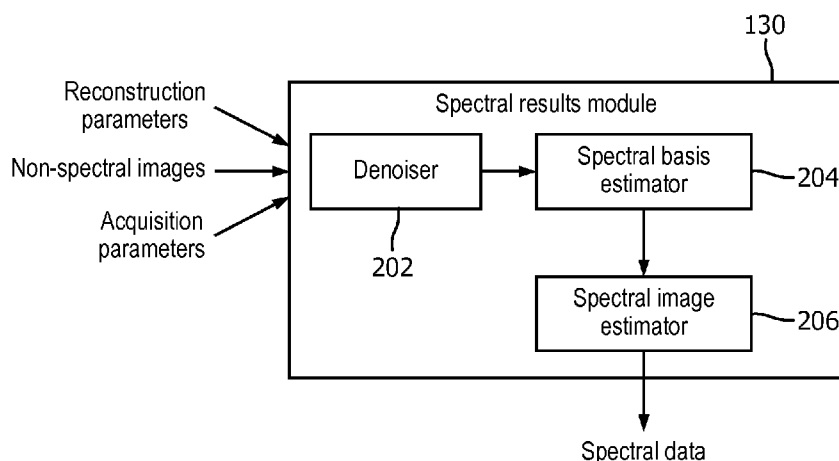 130
Reconstruction
parameters
Spectral results module
Non-spectral images
Denoiser
Spectral basis
estimator
204
Acquisition
parameters
202
Spectral image
estimator
206
Spectral data